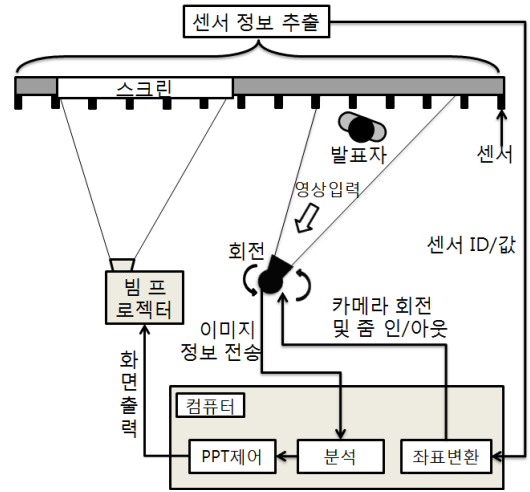 센서 정보 추출
스크린
발표자
센서
영상입력
회전
센서 ID/값
빔 프
로젝터
카메라 회전
및 줌 인/아웃
이미지
정보 전송
화면출력
컴퓨터
PPT제어
분석
좌표변환